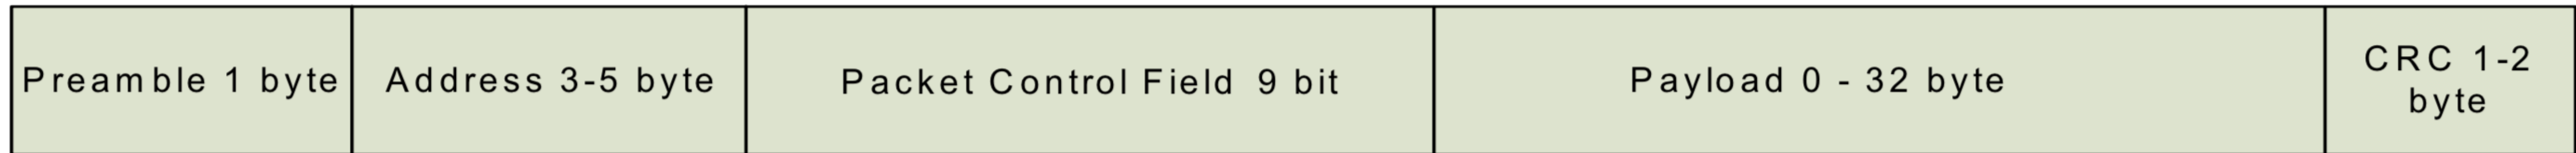 Preamble 1 byte
Address 3-5 byte
Packet Control Field 9 bit
Payload 0 - 32 byte
CRC 1-2
byte